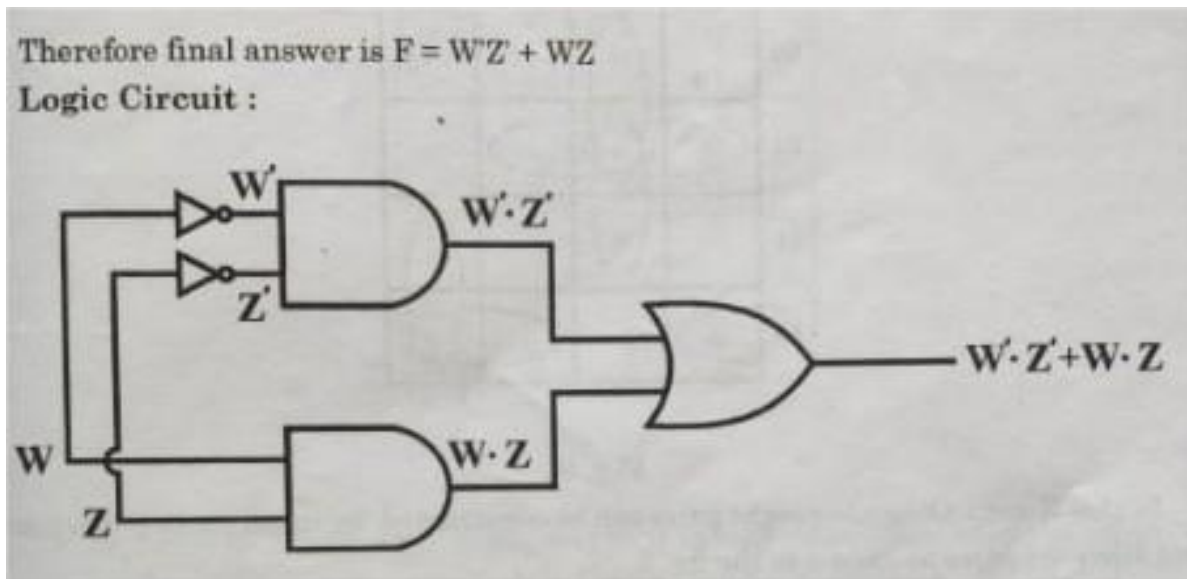 Therefore final answer is F = W'Z' + WZ
Logic Circuit :
W'
W'·Z'
Z'
W'·Z'+W·Z
W
W·Z
Z